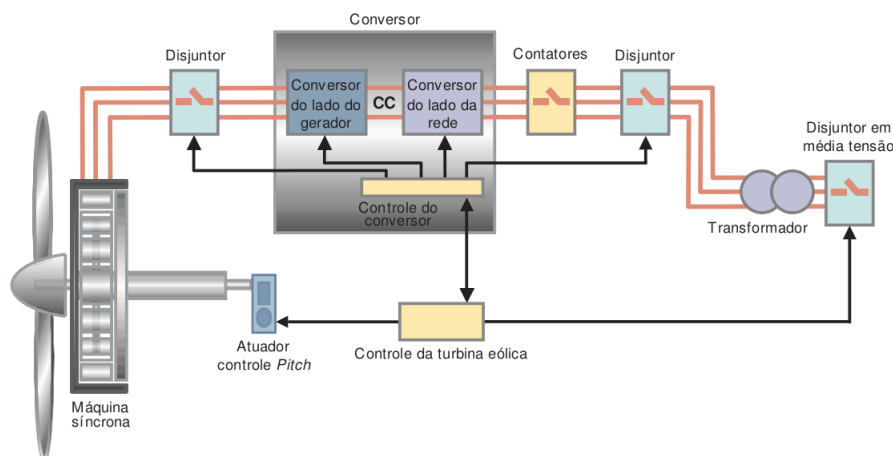 Conversor
Disjuntor
Contatores
Disjuntor
Conversor
do lado do
gerador
CC
Conversor
do lado da
rede
Disjuntor em
média tensão
Controle do
conversor
Transformador
Atuador
controle Pitch
Controle da turbina eólica
Máquina
síncrona